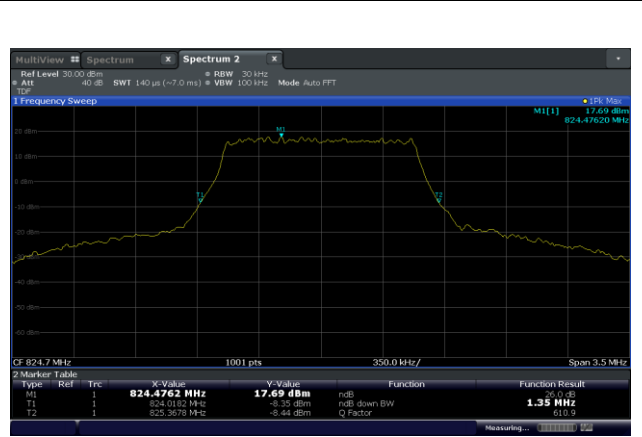 MultiView Spectrum X Spectrum 2 X
Ref Level 30.00 dBm RBW 30 kHz
Att 40 dB SWT 140 µs (~7.0 ms) VBW 100 kHz Mode Auto FFT
TDF
1 Frequency Sweep 1Pk Max
M1[1] 17.69 dBm
824.47620 MHz
20 dBm
M1
10 dBm
0 dBm
T1 T2
-10 dBm
-20 dBm
-30 dBm
-40 dBm
-50 dBm
-60 dBm
CF 824.7 MHz 1001 pts 350.0 kHz/ Span 3.5 MHz
2 Marker Table
Type Ref Trc X-Value Y-Value Function Function Result
M1 1 824.4762 MHz 17.69 dBm ndB 26.0 dB
T1 1 824.0182 MHz -8.35 dBm ndB down BW 1.35 MHz
T2 1 825.3678 MHz -8.44 dBm Q Factor 610.9
Measuring...